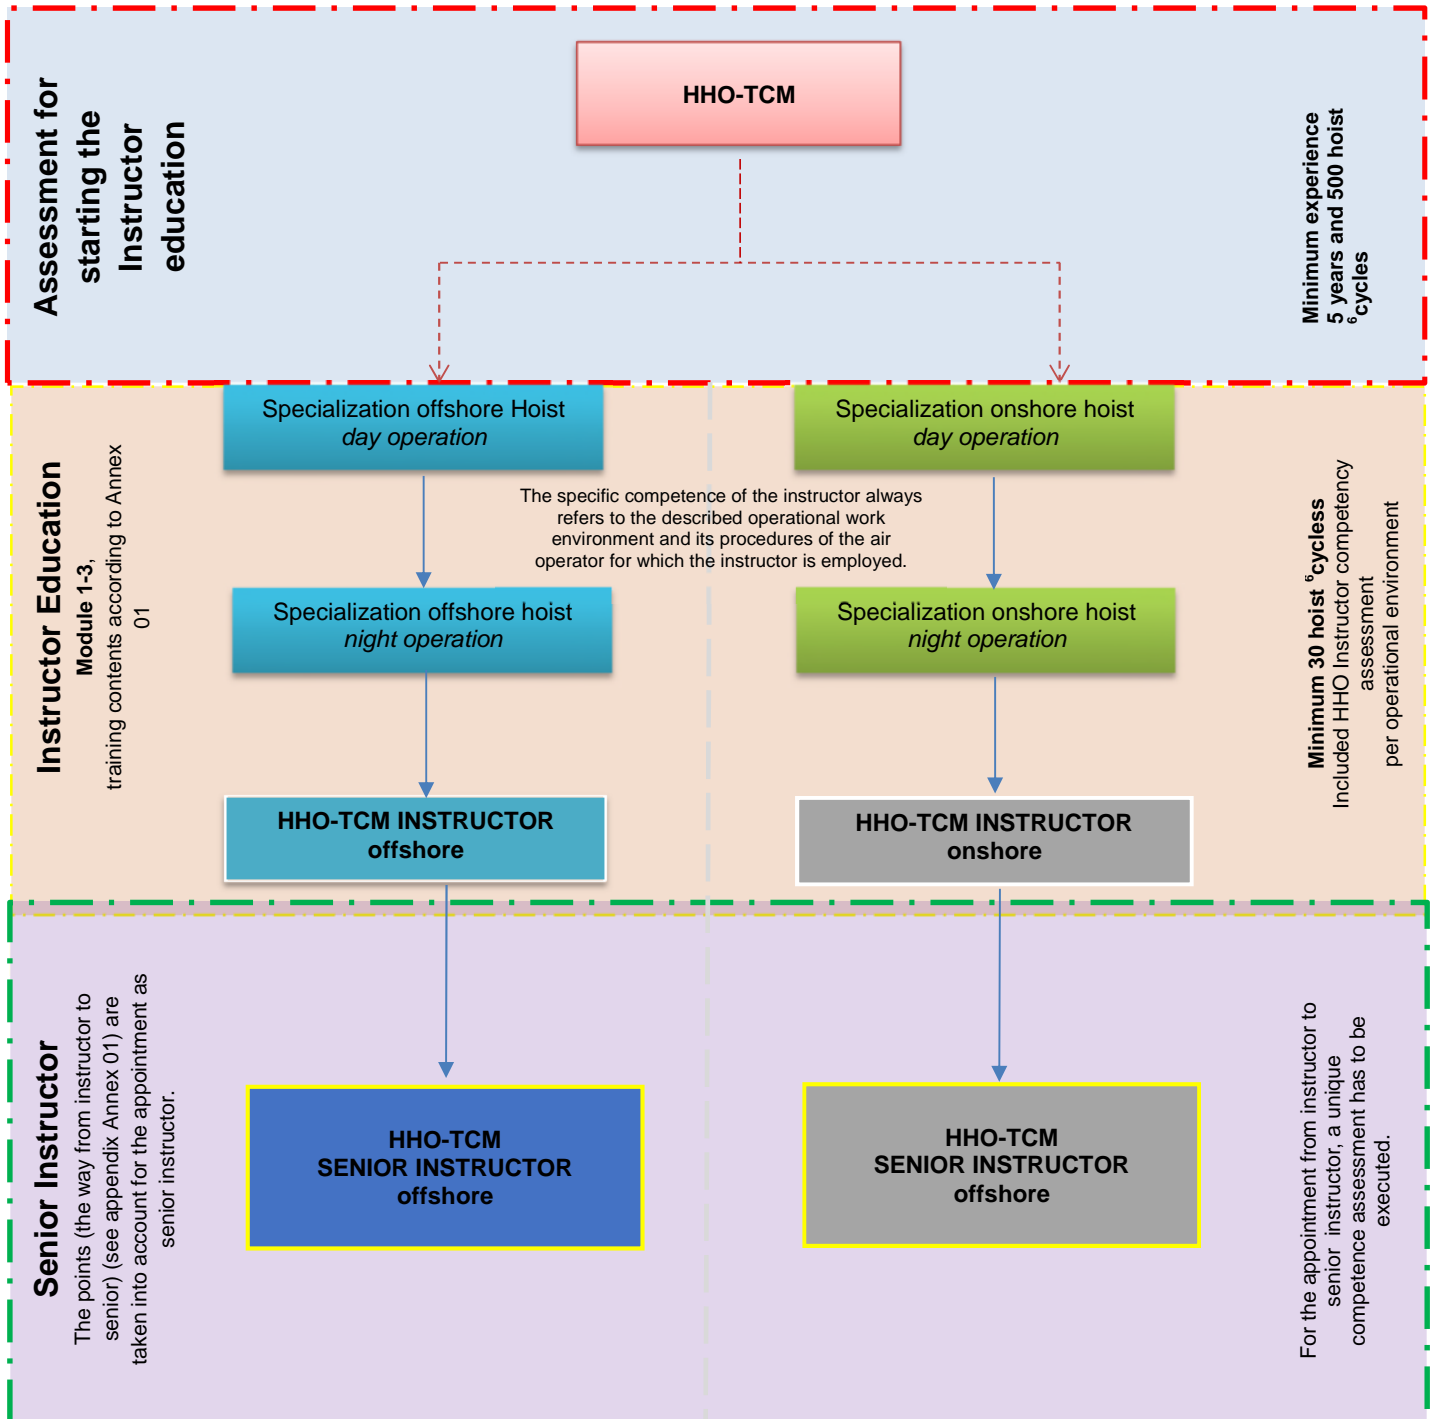 Assessment for
starting the
Instructor
education
HHO-TCM
Minimum experience
5 years and 500 hoist
⁶cycles
Instructor Education
Module 1-3,
training contents according to Annex
01
Specialization offshore Hoist
day operation
Specialization onshore hoist
day operation
The specific competence of the instructor always
refers to the described operational work
environment and its procedures of the air
operator for which the instructor is employed.
Specialization offshore hoist
night operation
Specialization onshore hoist
night operation
HHO-TCM INSTRUCTOR
offshore
HHO-TCM INSTRUCTOR
onshore
Minimum 30 hoist ⁶cycless
Included HHO Instructor competency
assessment
per operational environment
Senior Instructor
The points (the way from instructor to
senior) (see appendix Annex 01) are
taken into account for the appointment as
senior instructor.
HHO-TCM
SENIOR INSTRUCTOR
offshore
HHO-TCM
SENIOR INSTRUCTOR
offshore
For the appointment from instructor to
senior instructor, a unique
competence assessment has to be
executed.